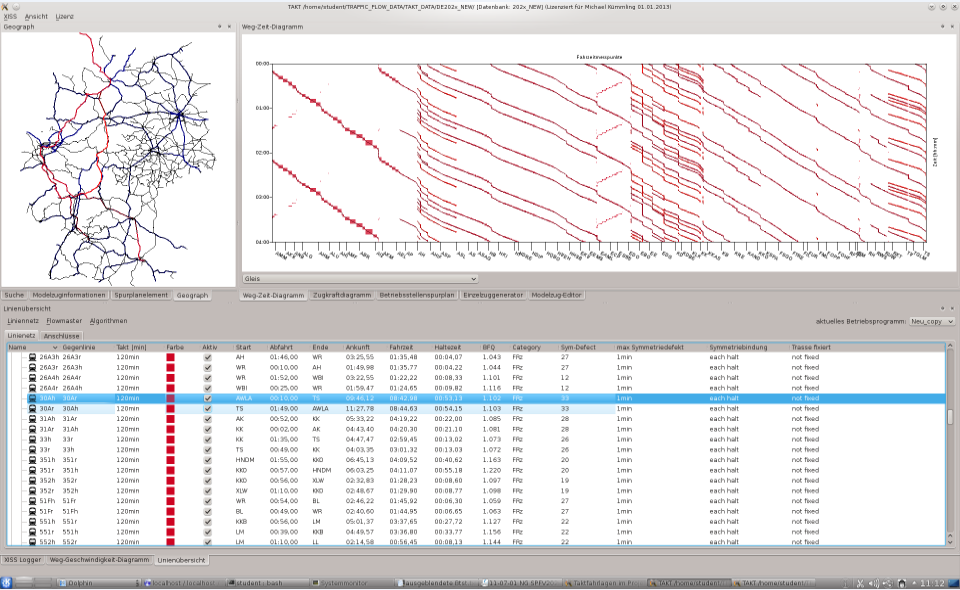 TAKT /home/student/TRAFFIC_FLOW_DATA/TAKT_DATA/DE202x_NEW/ [Datenbank: 202x_NEW] (Lizenziert für Michael Kümmling 01.01.2013)
XISS Ansicht Lizenz
Geograph
Weg-Zeit-Diagramm
Fahrzeitmesspunkte
00:00
01:00
02:00
03:00
04:00
Zeit [hh:mm]
Gleis
Suche Modelzuginformationen Spurplanelement Geograph
Weg-Zeit-Diagramm Zugkraftdiagramm Betriebsstellenspurplan Einzelzuggenerator Modelzug-Editor
Linienübersicht
Liniennetz Flowmaster Algorithmen
aktuelles Betriebsprogramm: Neu_copy
Liniennetz Anschlüsse
Name Gegenlinie Takt [min] Farbe Aktiv Start Abfahrt Ende Ankunft Fahrzeit Haltezeit BFQ Category Sym-Defect max Symmetriedefekt Symmetriebindung Trasse fixiert
26A3h 26A3r 120min AH 01:46,00 WR 03:25,55 01:35,48 00:04,07 1.043 FRz 27 1min each halt not fixed
26A3r 26A3h 120min WR 00:10,00 AH 01:49,98 01:35,77 00:04,22 1.044 FRz 27 1min each halt not fixed
26A4h 26A4r 120min WR 01:52,00 WBI 03:22,55 01:22,22 00:08,33 1.101 FRz 12 1min each halt not fixed
26A4r 26A4h 120min WBI 00:25,00 WR 01:59,47 01:24,65 00:09,82 1.116 FRz 12 1min each halt not fixed
30Ah 30Ar 120min AWLA 00:10,00 TS 09:46,12 08:42,98 00:53,13 1.102 FRz 33 1min each halt not fixed
30Ar 30Ah 120min TS 01:49,00 AWLA 11:27,78 08:44,63 00:54,15 1.103 FRz 33 1min each halt not fixed
31Ah 31Ar 120min AK 00:52,00 KK 05:33,22 04:19,22 00:22,00 1.085 FRz 28 1min each halt not fixed
31Ar 31Ah 120min KK 00:02,00 AK 04:43,40 04:20,30 00:21,10 1.081 FRz 28 1min each halt not fixed
33h 33r 120min KK 01:35,00 TS 04:47,47 02:59,45 00:13,02 1.073 FRz 26 1min each halt not fixed
33r 33h 120min TS 00:49,00 KK 04:03,35 03:01,32 00:13,03 1.072 FRz 26 1min each halt not fixed
351h 351r 120min HNDM 01:55,00 KKO 06:45,13 04:09,52 00:40,62 1.163 FRz 20 1min each halt not fixed
351r 351h 120min KKO 00:57,00 HNDM 06:03,25 04:11,07 00:55,18 1.220 FRz 20 1min each halt not fixed
352h 352r 120min KKO 00:56,00 XLW 02:32,83 01:28,23 00:08,60 1.097 FRz 19 1min each halt not fixed
352r 352h 120min XLW 01:10,00 KKO 02:48,67 01:29,90 00:08,77 1.098 FRz 19 1min each halt not fixed
51Fh 51Fr 120min WR 00:54,00 BL 02:46,22 01:45,92 00:06,30 1.059 FRz 27 1min each halt not fixed
51Fr 51Fh 120min BL 00:49,00 WR 02:40,60 01:44,95 00:06,65 1.063 FRz 27 1min each halt not fixed
551h 551r 120min KKB 00:56,00 LM 05:01,37 03:37,65 00:27,72 1.127 FRz 22 1min each halt not fixed
551r 551h 120min LM 00:39,00 KKB 04:49,57 03:36,80 00:33,77 1.156 FRz 22 1min each halt not fixed
552h 552r 120min LM 01:10,00 LL 02:14,58 00:56,45 00:08,13 1.144 FRz 22 1min each halt not fixed
XISS Logger Weg-Geschwindigkeit-Diagramm Linienübersicht
Dolphin localhost:/localhost student : bash Systemmonitor ausgeblendete Btsl 11-07-01 NG SPFV2 Taktfahrlagen im Fr TAKT /home/student/ TAKT /home/student/ 11:12